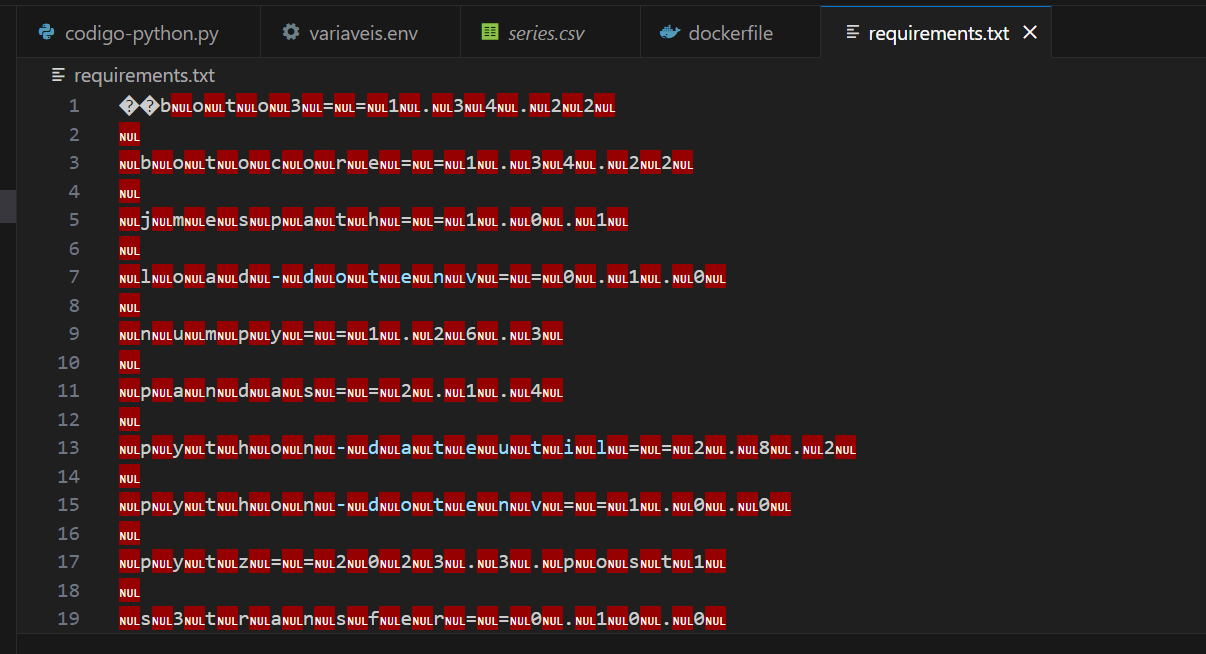 codigo-python.py variaveis.env series.csv dockerfile requirements.txt
requirements.txt
1 ��bNULoNULtNULoNUL3NUL=NUL=NUL1NUL.NUL3NUL4NUL.NUL2NUL2NUL
2 NUL
3 NULbNULoNULtNULoNULcNULoNULrNULeNUL=NUL=NUL1NUL.NUL3NUL4NUL.NUL2NUL2NUL
4 NUL
5 NULjNULmNULeNULsNULpNULaNULtNULhNUL=NUL=NUL1NUL.NUL0NUL.NUL1NUL
6 NUL
7 NULlNULoNULaNULdNUL-NULdNULoNULtNULeNULnNULvNUL=NUL=NUL0NUL.NUL1NUL.NUL0NUL
8 NUL
9 NULnNULuNULmNULpNULyNUL=NUL=NUL1NUL.NUL2NUL6NUL.NUL3NUL
10 NUL
11 NULpNULaNULnNULdNULaNULsNUL=NUL=NUL2NUL.NUL1NUL.NUL4NUL
12 NUL
13 NULpNULyNULtNULhNULoNULnNUL-NULdNULaNULtNULeNULuNULtNULiNULlNUL=NUL=NUL2NUL.NUL8NUL.NUL2NUL
14 NUL
15 NULpNULyNULtNULhNULoNULnNUL-NULdNULoNULtNULeNULnNULvNUL=NUL=NUL1NUL.NUL0NUL.NUL0NUL
16 NUL
17 NULpNULyNULtNULzNUL=NUL=NUL2NUL0NUL2NUL3NUL.NUL3NUL.NULpNULoNULsNULtNUL1NUL
18 NUL
19 NULsNUL3NULtNULrNULaNULnNULsNULfNULeNULrNUL=NUL=NUL0NUL.NUL1NUL0NUL.NUL0NUL